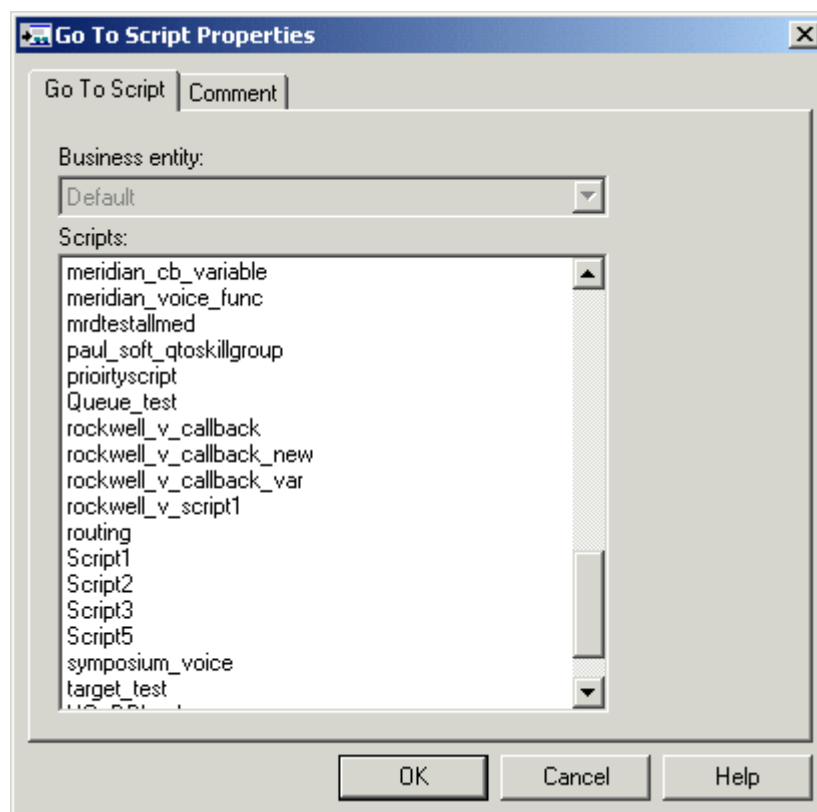 Go To Script Properties
Go To Script
Comment
Business entity:
Default
Scripts:
meridian_cb_variable
meridian_voice_func
mrdtestallmed
paul_soft_qtoskillgroup
prioirtyscript
Queue_test
rockwell_v_callback
rockwell_v_callback_new
rockwell_v_callback_var
rockwell_v_script1
routing
Script1
Script2
Script3
Script5
symposium_voice
target_test
OK
Cancel
Help